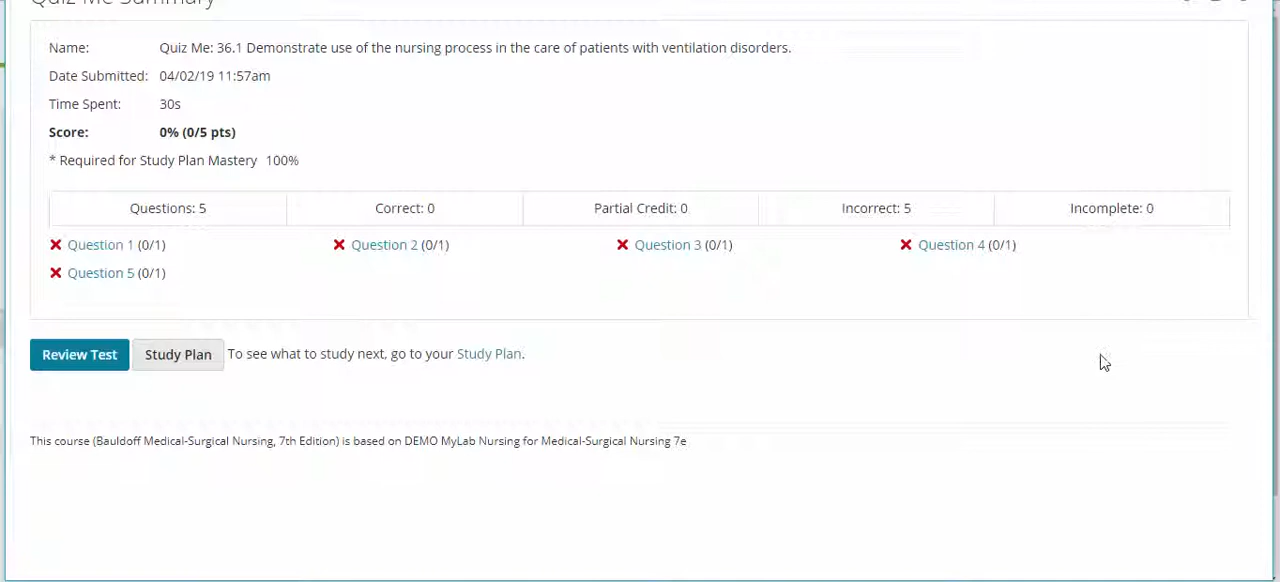 Quiz Me Summary
Name: Quiz Me: 36.1 Demonstrate use of the nursing process in the care of patients with ventilation disorders.
Date Submitted: 04/02/19 11:57am
Time Spent: 30s
Score: 0% (0/5 pts)
* Required for Study Plan Mastery 100%
Questions: 5 Correct: 0 Partial Credit: 0 Incorrect: 5 Incomplete: 0
Question 1 (0/1) Question 2 (0/1) Question 3 (0/1) Question 4 (0/1)
Question 5 (0/1)
Review Test Study Plan To see what to study next, go to your Study Plan.
This course (Bauldoff Medical-Surgical Nursing, 7th Edition) is based on DEMO MyLab Nursing for Medical-Surgical Nursing 7e